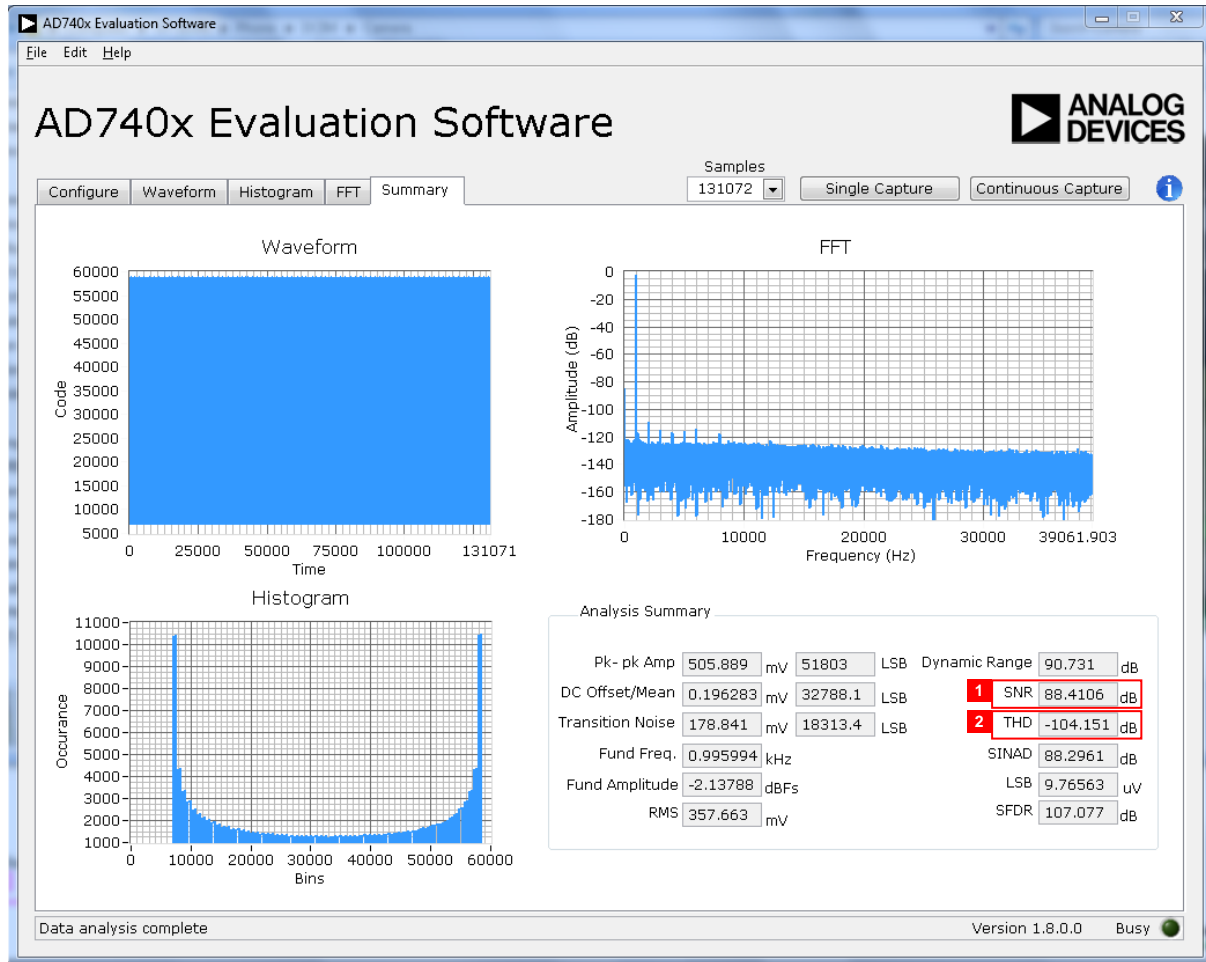 AD740x Evaluation Software
File Edit Help
AD740x Evaluation Software
ANALOG
DEVICES
Samples
Configure Waveform Histogram FFT Summary 131072 Single Capture Continuous Capture i
Waveform
60000
55000
50000
45000
40000
35000
30000
25000
20000
15000
10000
5000
Code
0 25000 50000 75000 100000 131071
Time
FFT
0
-20
-40
-60
-80
-100
-120
-140
-160
-180
Amplitude (dB)
0 10000 20000 30000 39061.903
Frequency (Hz)
Histogram
11000
10000
9000
8000
7000
6000
5000
4000
3000
2000
1000
Occurance
0 10000 20000 30000 40000 50000 60000
Bins
Analysis Summary
Pk- pk Amp 505.889 mV 51803 LSB Dynamic Range 90.731 dB
DC Offset/Mean 0.196283 mV 32788.1 LSB 1 SNR 88.4106 dB
Transition Noise 178.841 mV 18313.4 LSB 2 THD -104.151 dB
Fund Freq. 0.995994 kHz SINAD 88.2961 dB
Fund Amplitude -2.13788 dBFs LSB 9.76563 uV
RMS 357.663 mV SFDR 107.077 dB
Data analysis complete Version 1.8.0.0 Busy